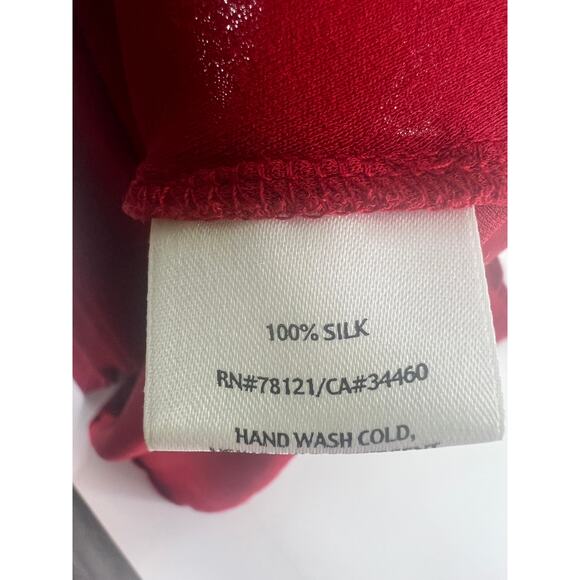 100% SILK
RN#78121/CA#34460
HAND WASH COLD,